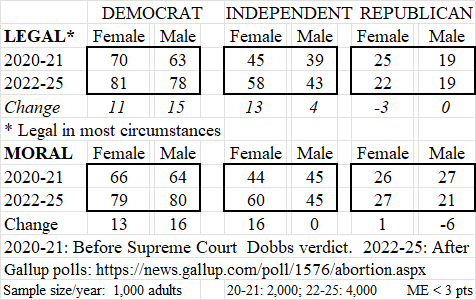 DEMOCRAT INDEPENDENT REPUBLICAN
LEGAL* Female Male Female Male Female Male
2020-21 70 63 45 39 25 19
2022-25 81 78 58 43 22 19
Change 11 15 13 4 -3 0
* Legal in most circumstances
MORAL Female Male Female Male Female Male
2020-21 66 64 44 45 26 27
2022-25 79 80 60 45 27 21
Change 13 16 16 0 1 -6
2020-21: Before Supreme Court Dobbs verdict. 2022-25: After
Gallup polls: https://news.gallup.com/poll/1576/abortion.aspx
Sample size/year: 1,000 adults 20-21: 2,000; 22-25: 4,000 ME < 3 pts